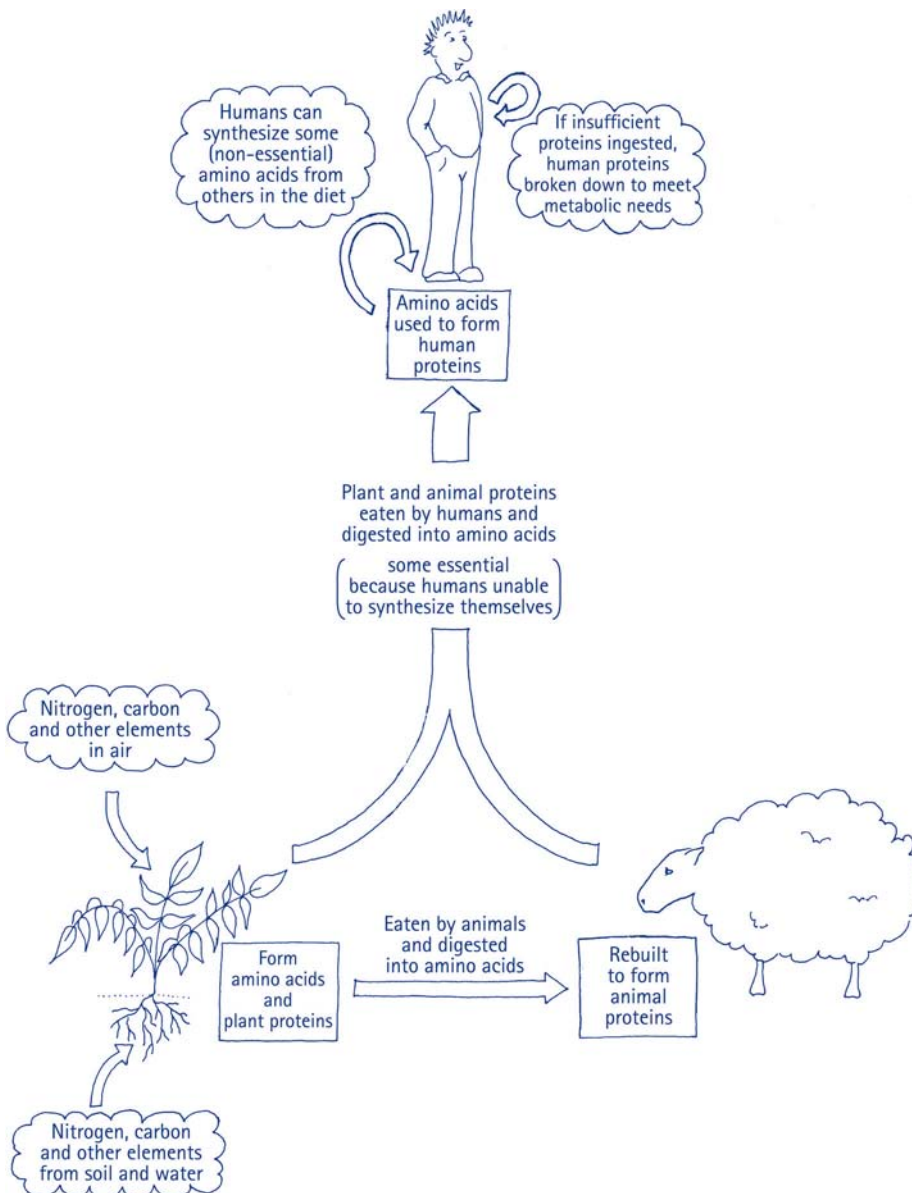 Humans can
synthesize some
(non-essential)
amino acids from
others in the diet
If insufficient
proteins ingested,
human proteins
broken down to meet
metabolic needs
Amino acids
used to form
human
proteins
Plant and animal proteins
eaten by humans and
digested into amino acids
(some essential
because humans unable
to synthesize themselves)
Nitrogen, carbon
and other elements
in air
Form
amino acids
and
plant proteins
Eaten by animals
and digested
into amino acids
Rebuilt
to form
animal
proteins
Nitrogen, carbon
and other elements
from soil and water